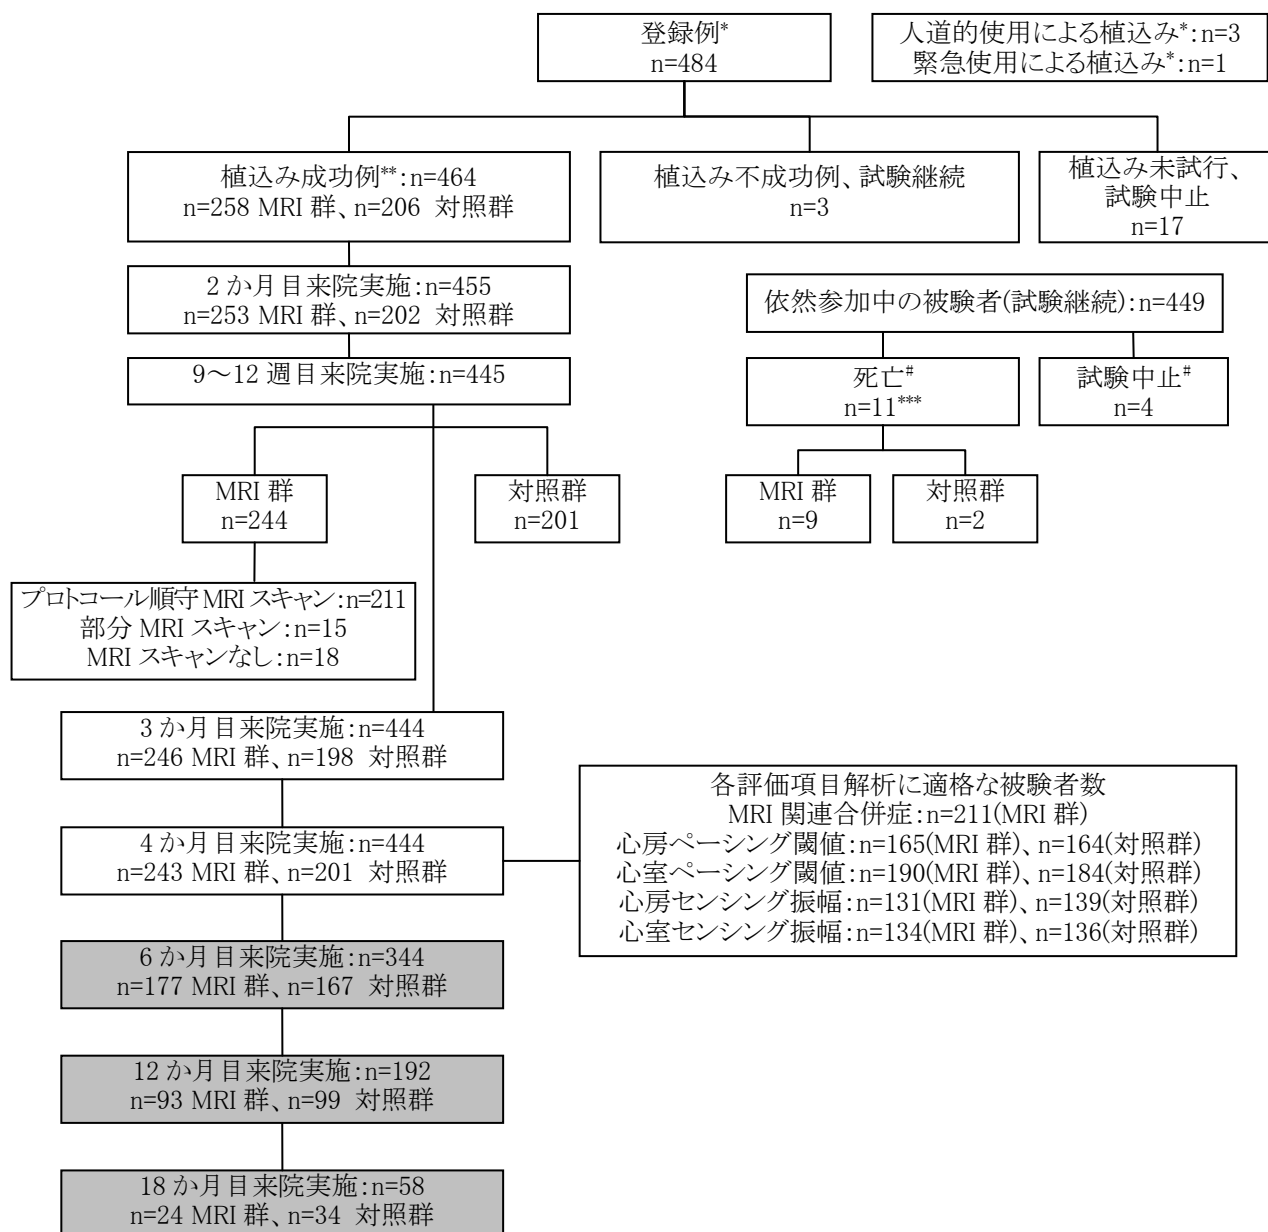 登録例*
n=484
人道的使用による植込み*:n=3
緊急使用による植込み*:n=1
植込み成功例**:n=464
n=258 MRI 群、n=206 対照群
植込み不成功例、試験継続
n=3
植込み未試行、
試験中止
n=17
2 か月目来院実施:n=455
n=253 MRI 群、n=202 対照群
依然参加中の被験者(試験継続):n=449
9～12 週目来院実施:n=445
死亡#
n=11***
試験中止#
n=4
MRI 群
n=244
対照群
n=201
MRI 群
n=9
対照群
n=2
プロトコール順守 MRI スキャン:n=211
部分 MRI スキャン:n=15
MRI スキャンなし:n=18
3 か月目来院実施:n=444
n=246 MRI 群、n=198 対照群
4 か月目来院実施:n=444
n=243 MRI 群、n=201 対照群
各評価項目解析に適格な被験者数
MRI 関連合併症:n=211(MRI 群)
心房ペーシング閾値:n=165(MRI 群)、n=164(対照群)
心室ペーシング閾値:n=190(MRI 群)、n=184(対照群)
心房センシング振幅:n=131(MRI 群)、n=139(対照群)
心室センシング振幅:n=134(MRI 群)、n=136(対照群)
6 か月目来院実施:n=344
n=177 MRI 群、n=167 対照群
12 か月目来院実施:n=192
n=93 MRI 群、n=99 対照群
18 か月目来院実施:n=58
n=24 MRI 群、n=34 対照群